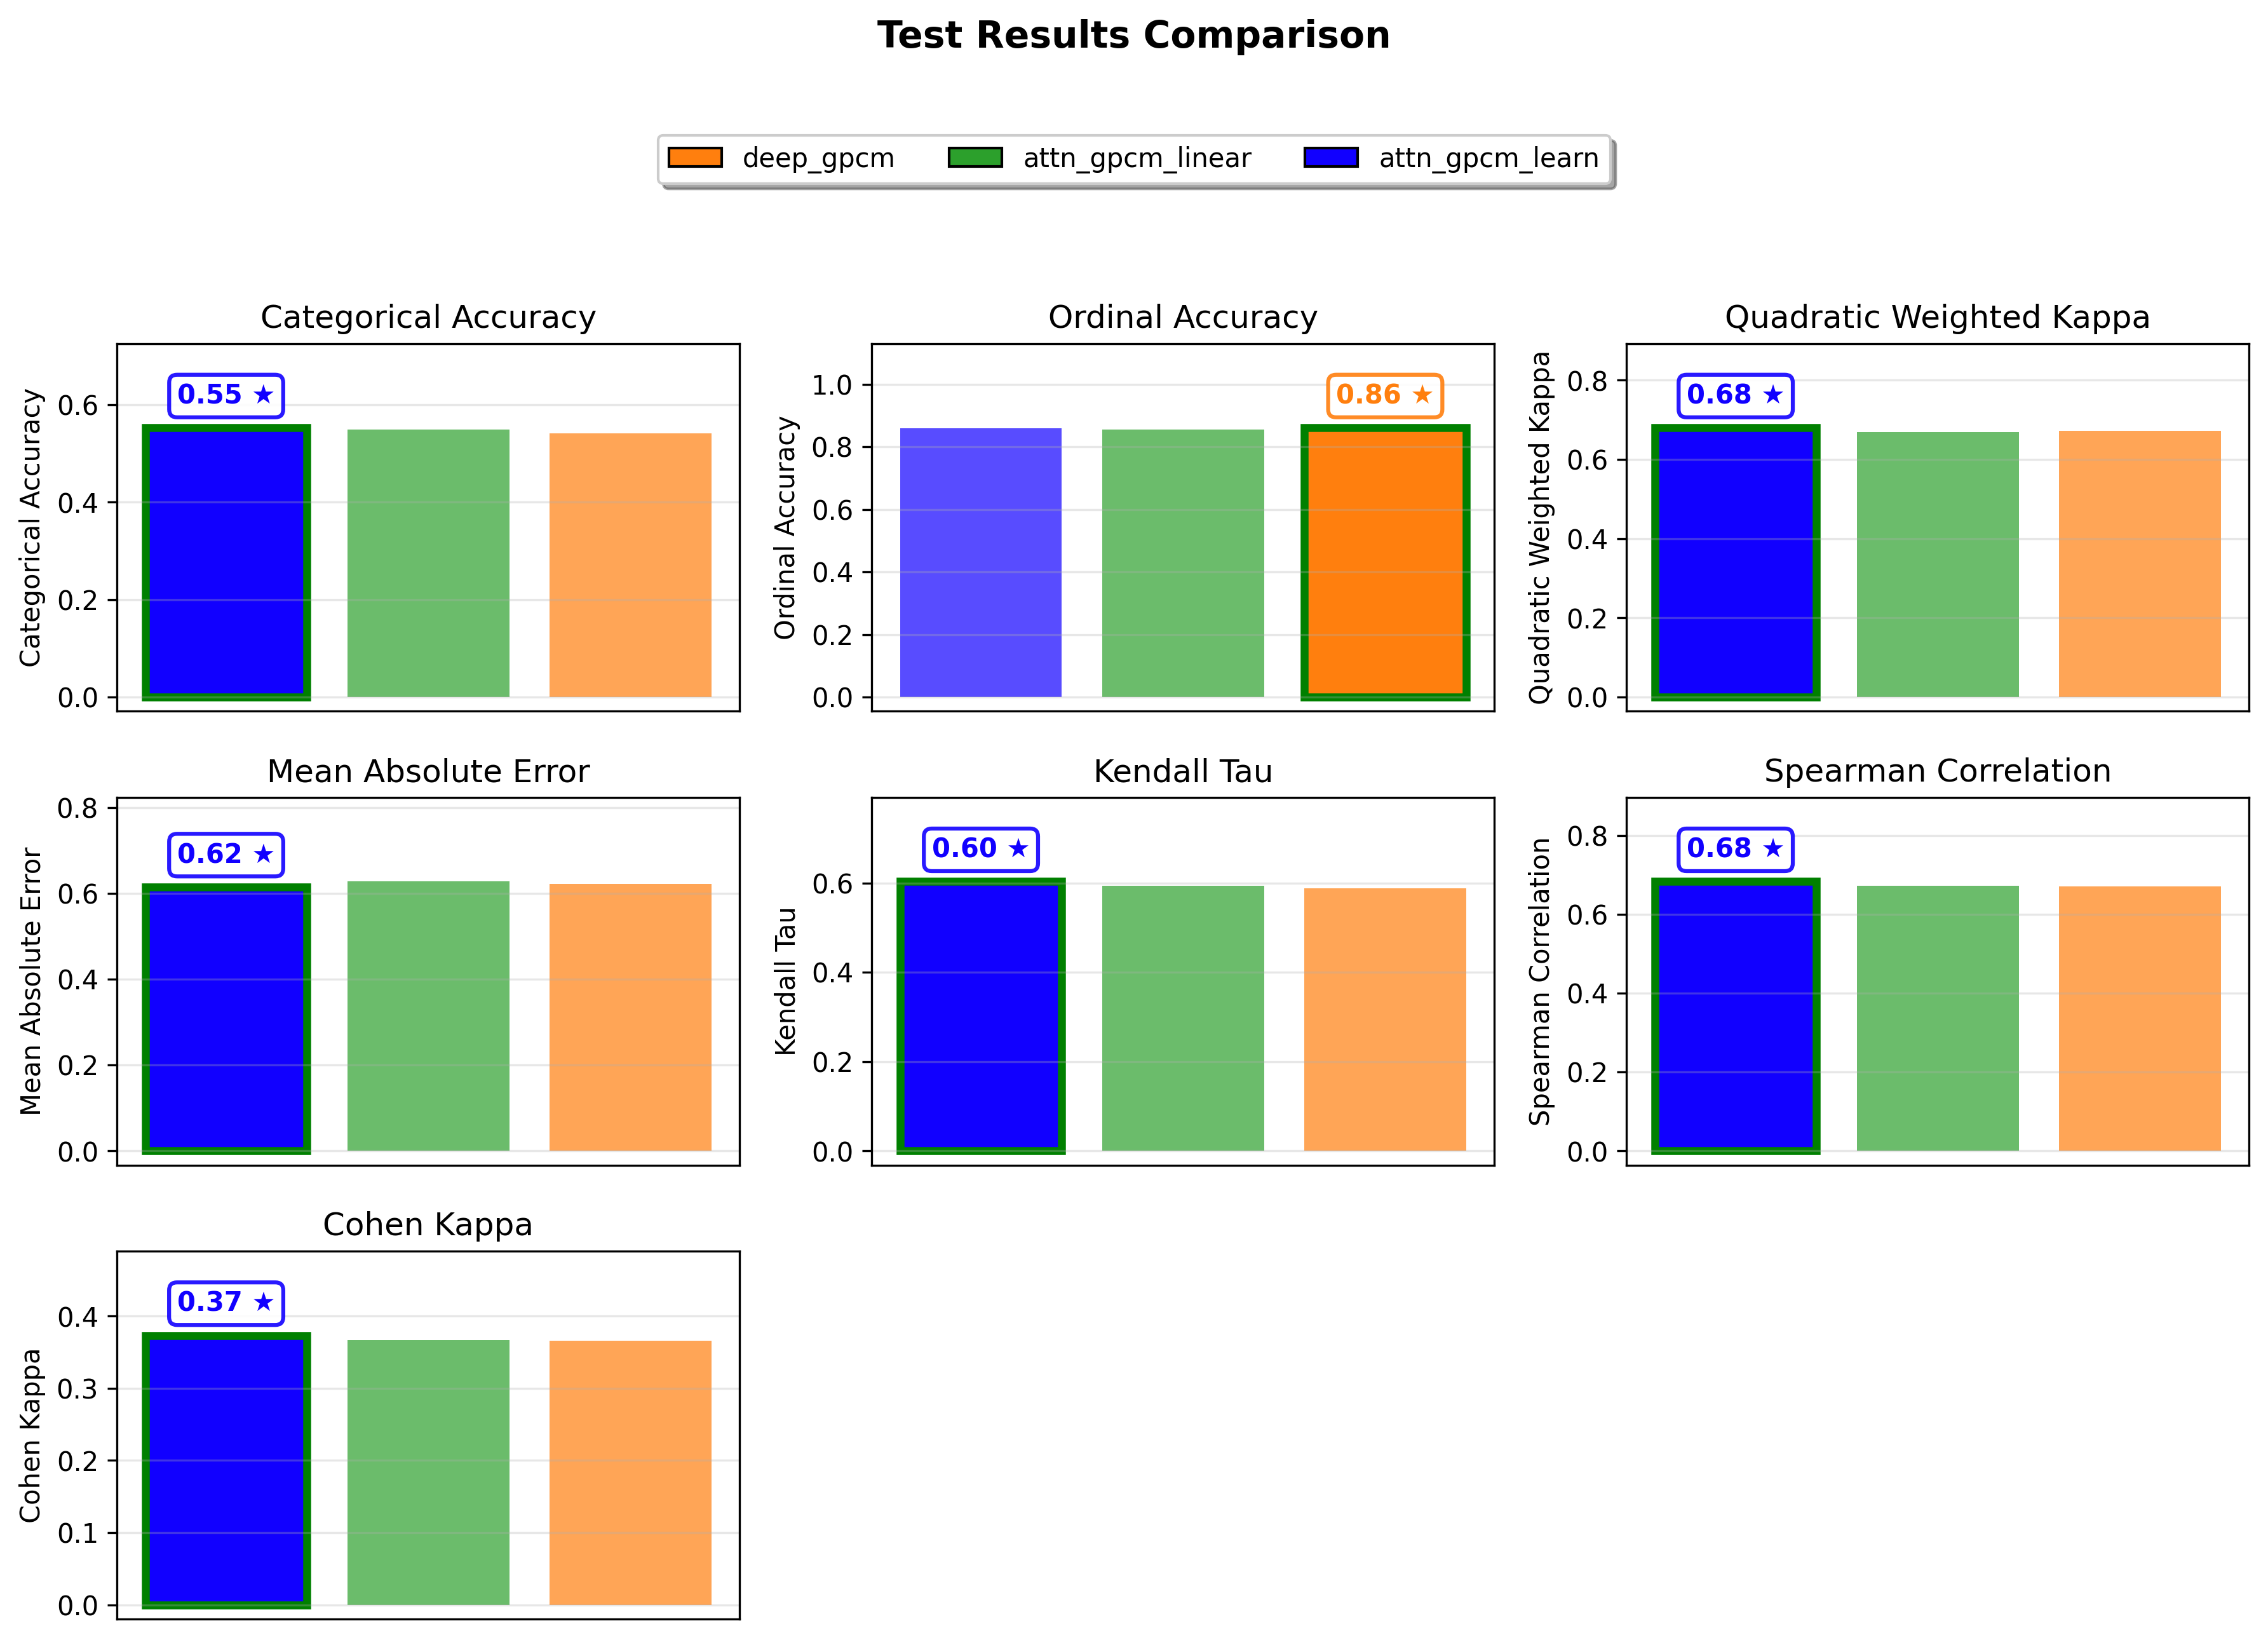 Test Results Comparison
deep_gpcm
attn_gpcm_linear
attn_gpcm_learn
Categorical Accuracy
Categorical Accuracy
0.6
0.4
0.2
0.0
0.55 ★
Ordinal Accuracy
Ordinal Accuracy
1.0
0.8
0.6
0.4
0.2
0.0
0.86 ★
Quadratic Weighted Kappa
Quadratic Weighted Kappa
0.8
0.6
0.4
0.2
0.0
0.68 ★
Mean Absolute Error
Mean Absolute Error
0.8
0.6
0.4
0.2
0.0
0.62 ★
Kendall Tau
Kendall Tau
0.6
0.4
0.2
0.0
0.60 ★
Spearman Correlation
Spearman Correlation
0.8
0.6
0.4
0.2
0.0
0.68 ★
Cohen Kappa
Cohen Kappa
0.4
0.3
0.2
0.1
0.0
0.37 ★